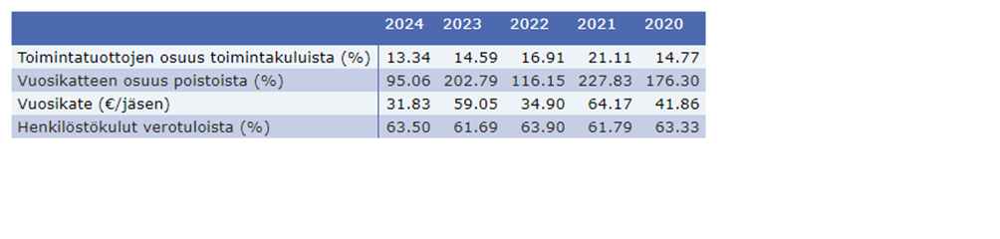 2024 2023 2022 2021 2020
Toimintatuottojen osuus toimintakuluista (%) 13.34 14.59 16.91 21.11 14.77
Vuosikatteen osuus poistoista (%) 95.06 202.79 116.15 227.83 176.30
Vuosikate (€/jäsen) 31.83 59.05 34.90 64.17 41.86
Henkilöstökulut verotuloista (%) 63.50 61.69 63.90 61.79 63.33